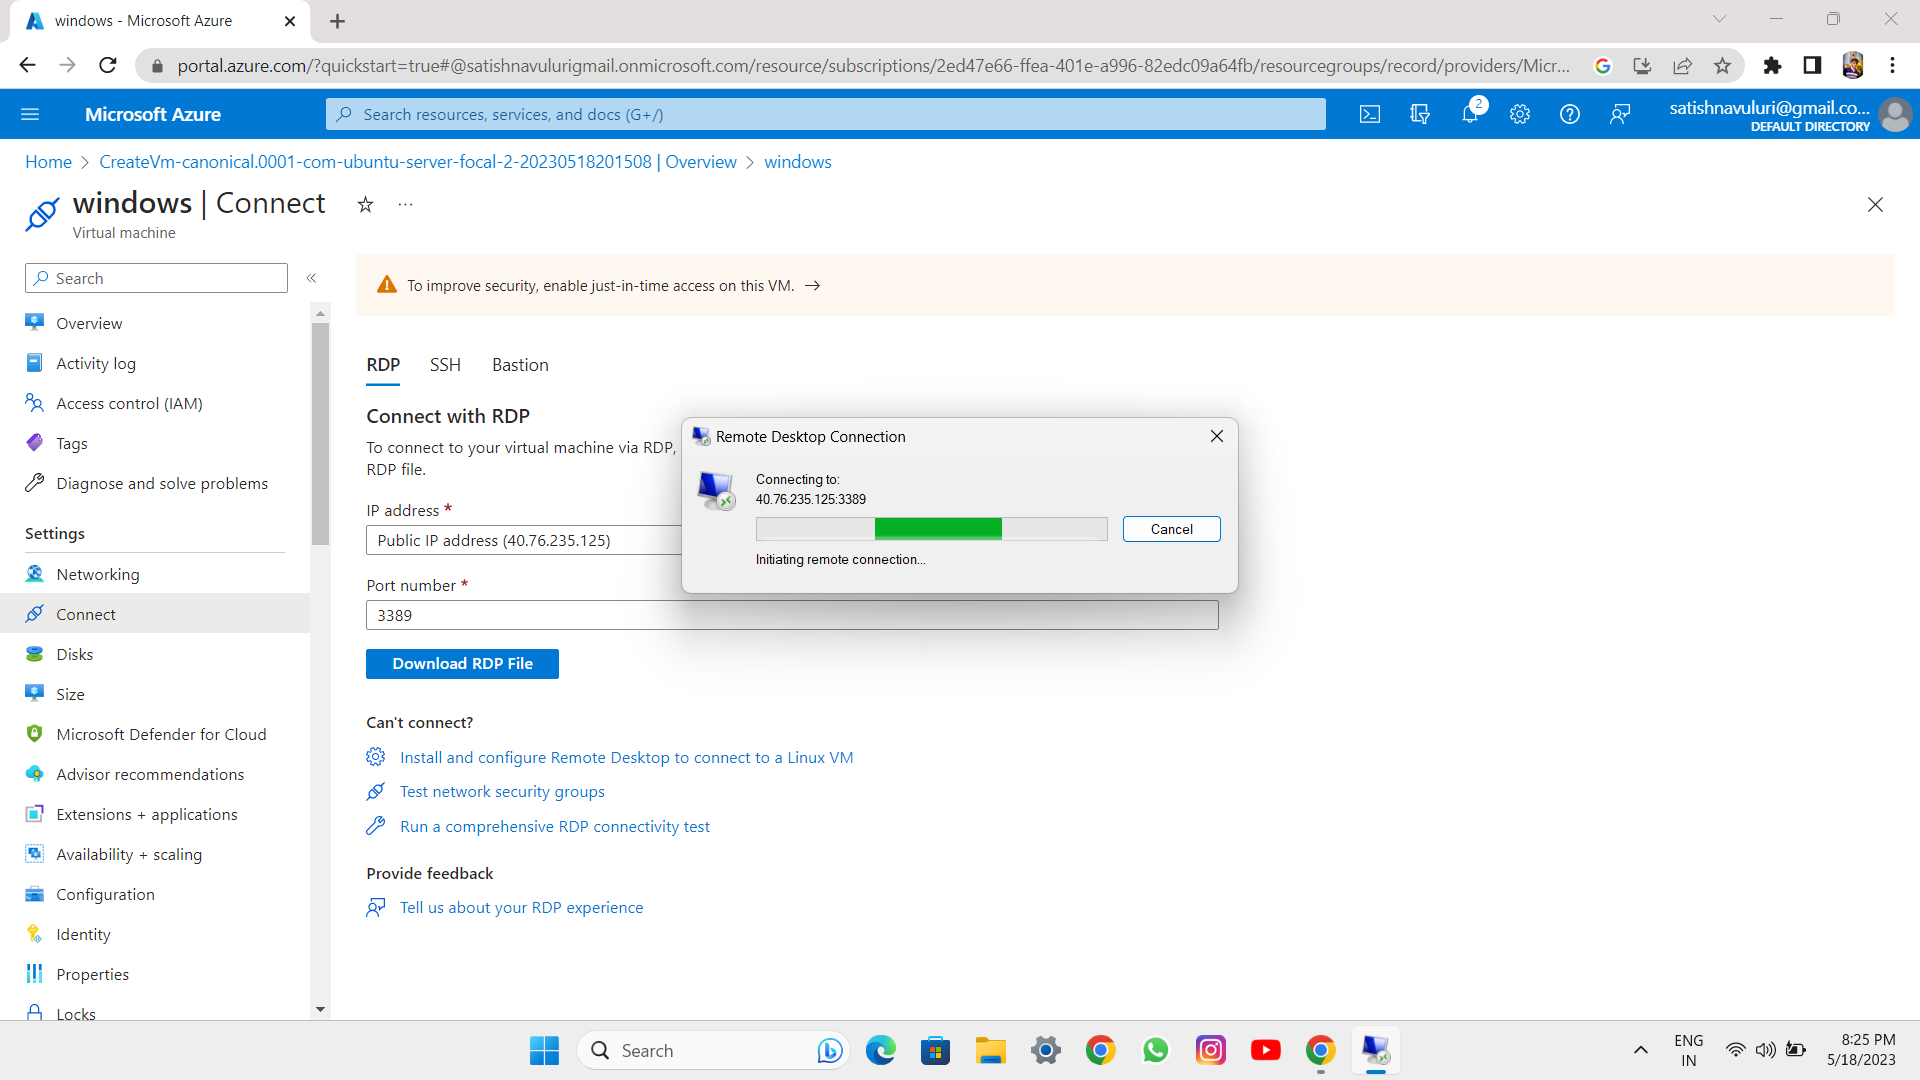 windows - Microsoft Azure
portal.azure.com/?quickstart=true#@satishnavulurigmail.onmicrosoft.com/resource/subscriptions/2ed47e66-ffea-401e-a996-82edc09a64fb/resourcegroups/record/providers/Micr...
Microsoft Azure
Search resources, services, and docs (G+/)
2
satishnavuluri@gmail.co...
DEFAULT DIRECTORY
Home > CreateVm-canonical.0001-com-ubuntu-server-focal-2-20230518201508 | Overview > windows
windows | Connect
Virtual machine
Search
To improve security, enable just-in-time access on this VM.
Overview
Activity log
Access control (IAM)
Tags
Diagnose and solve problems
Settings
Networking
Connect
Disks
Size
Microsoft Defender for Cloud
Advisor recommendations
Extensions + applications
Availability + scaling
Configuration
Identity
Properties
Locks
RDP SSH Bastion
Connect with RDP
To connect to your virtual machine via RDP,
RDP file.
IP address *
Public IP address (40.76.235.125)
Port number *
3389
Download RDP File
Can't connect?
Install and configure Remote Desktop to connect to a Linux VM
Test network security groups
Run a comprehensive RDP connectivity test
Provide feedback
Tell us about your RDP experience
Remote Desktop Connection
Connecting to:
40.76.235.125:3389
Cancel
Initiating remote connection...
Search
ENG
IN
8:25 PM
5/18/2023